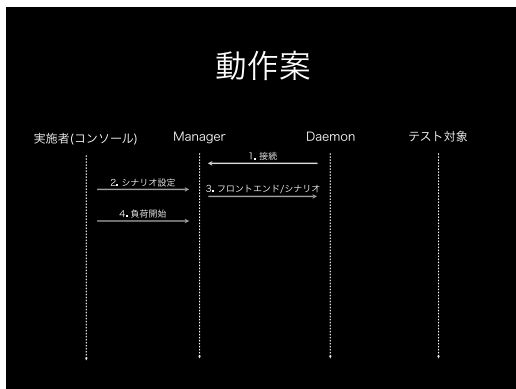 動作案
実施者(コンソール)
Manager
Daemon
テスト対象
1. 接続
2. シナリオ設定
3. フロントエンド/シナリオ
4. 負荷開始